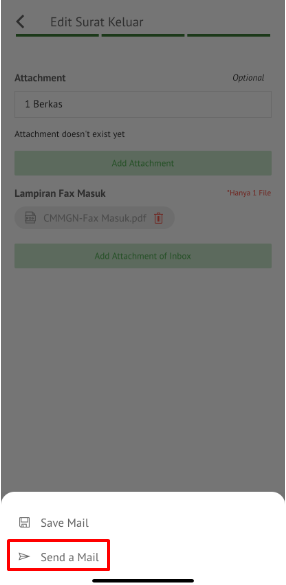 Edit Surat Keluar
Attachment Optional
1 Berkas
Attachment doesn't exist yet
Add Attachment
Lampiran Fax Masuk *Hanya 1 File
CMMGN-Fax Masuk.pdf
Add Attachment of Inbox
Save Mail
Send a Mail